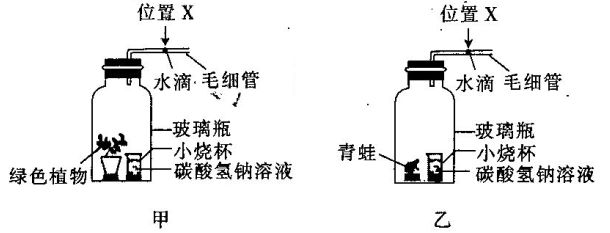 位置X
水滴 毛细管
玻璃瓶
小烧杯
绿色植物
碳酸氢钠溶液
甲
位置X
水滴 毛细管
玻璃瓶
青蛙
小烧杯
碳酸氢钠溶液
乙